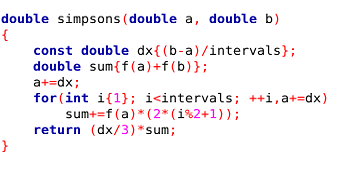 double simpsons(double a, double b)
{
    const double dx{(b-a)/intervals};
    double sum{f(a)+f(b)};
    a+=dx;
    for(int i{1}; i<intervals; ++i,a+=dx)
        sum+=f(a)*(2*(i%2+1));
    return (dx/3)*sum;
}